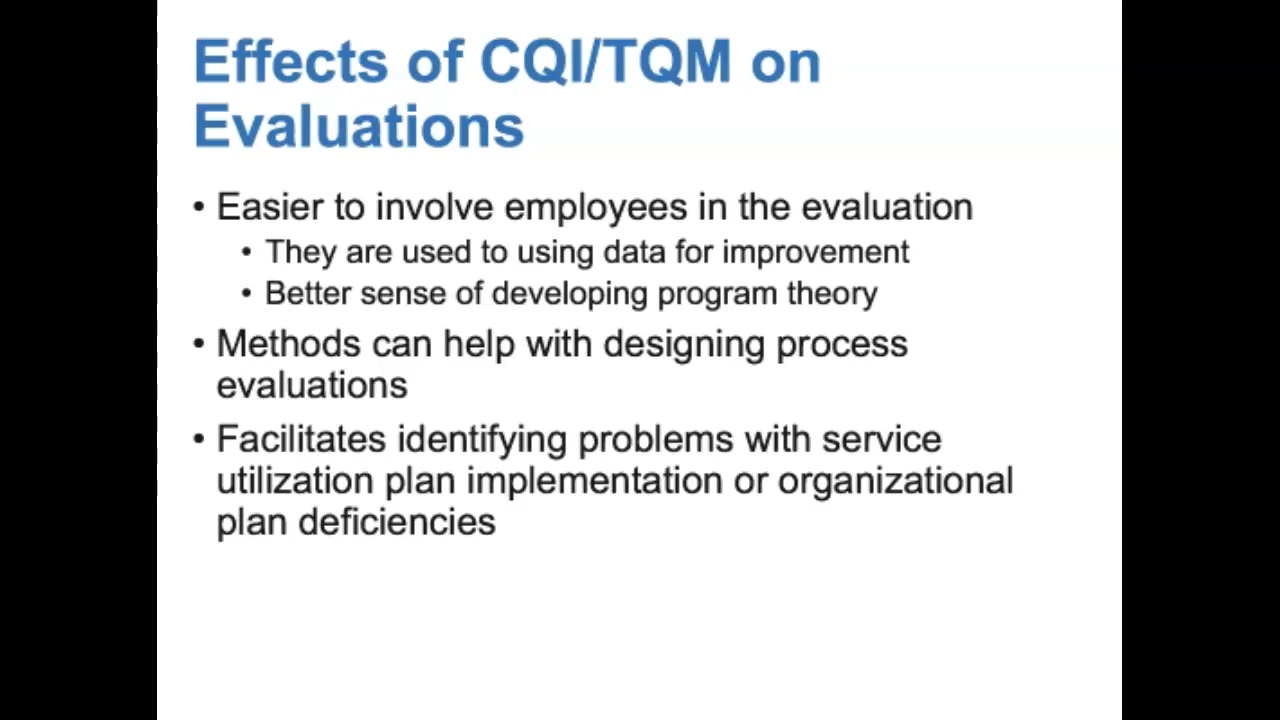 Effects of CQI/TQM on
Evaluations
• Easier to involve employees in the evaluation
• They are used to using data for improvement
• Better sense of developing program theory
• Methods can help with designing process
evaluations
• Facilitates identifying problems with service
utilization plan implementation or organizational
plan deficiencies